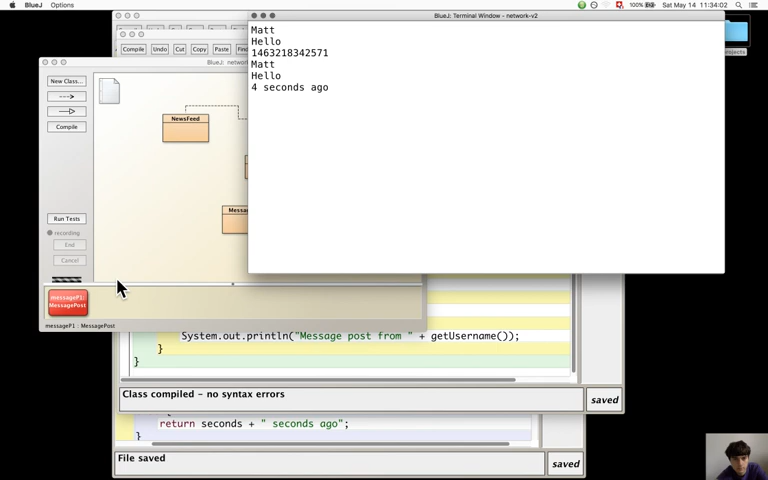 BlueJ Options
100% Sat May 14 11:34:02
BlueJ: Terminal Window - network-v2
Matt
Hello
1463218342571
Matt
Hello
4 seconds ago
Compile Undo Cut Copy Paste
BlueJ:
New Class...
Compile
NewsFeed
Run Tests
recording
End
Cancel
messageP1:
MessagePost
messageP1 : MessagePost
System.out.println("Message post from " + getUsername());
}
}
Class compiled - no syntax errors
saved
return seconds + " seconds ago";
}
File saved
saved